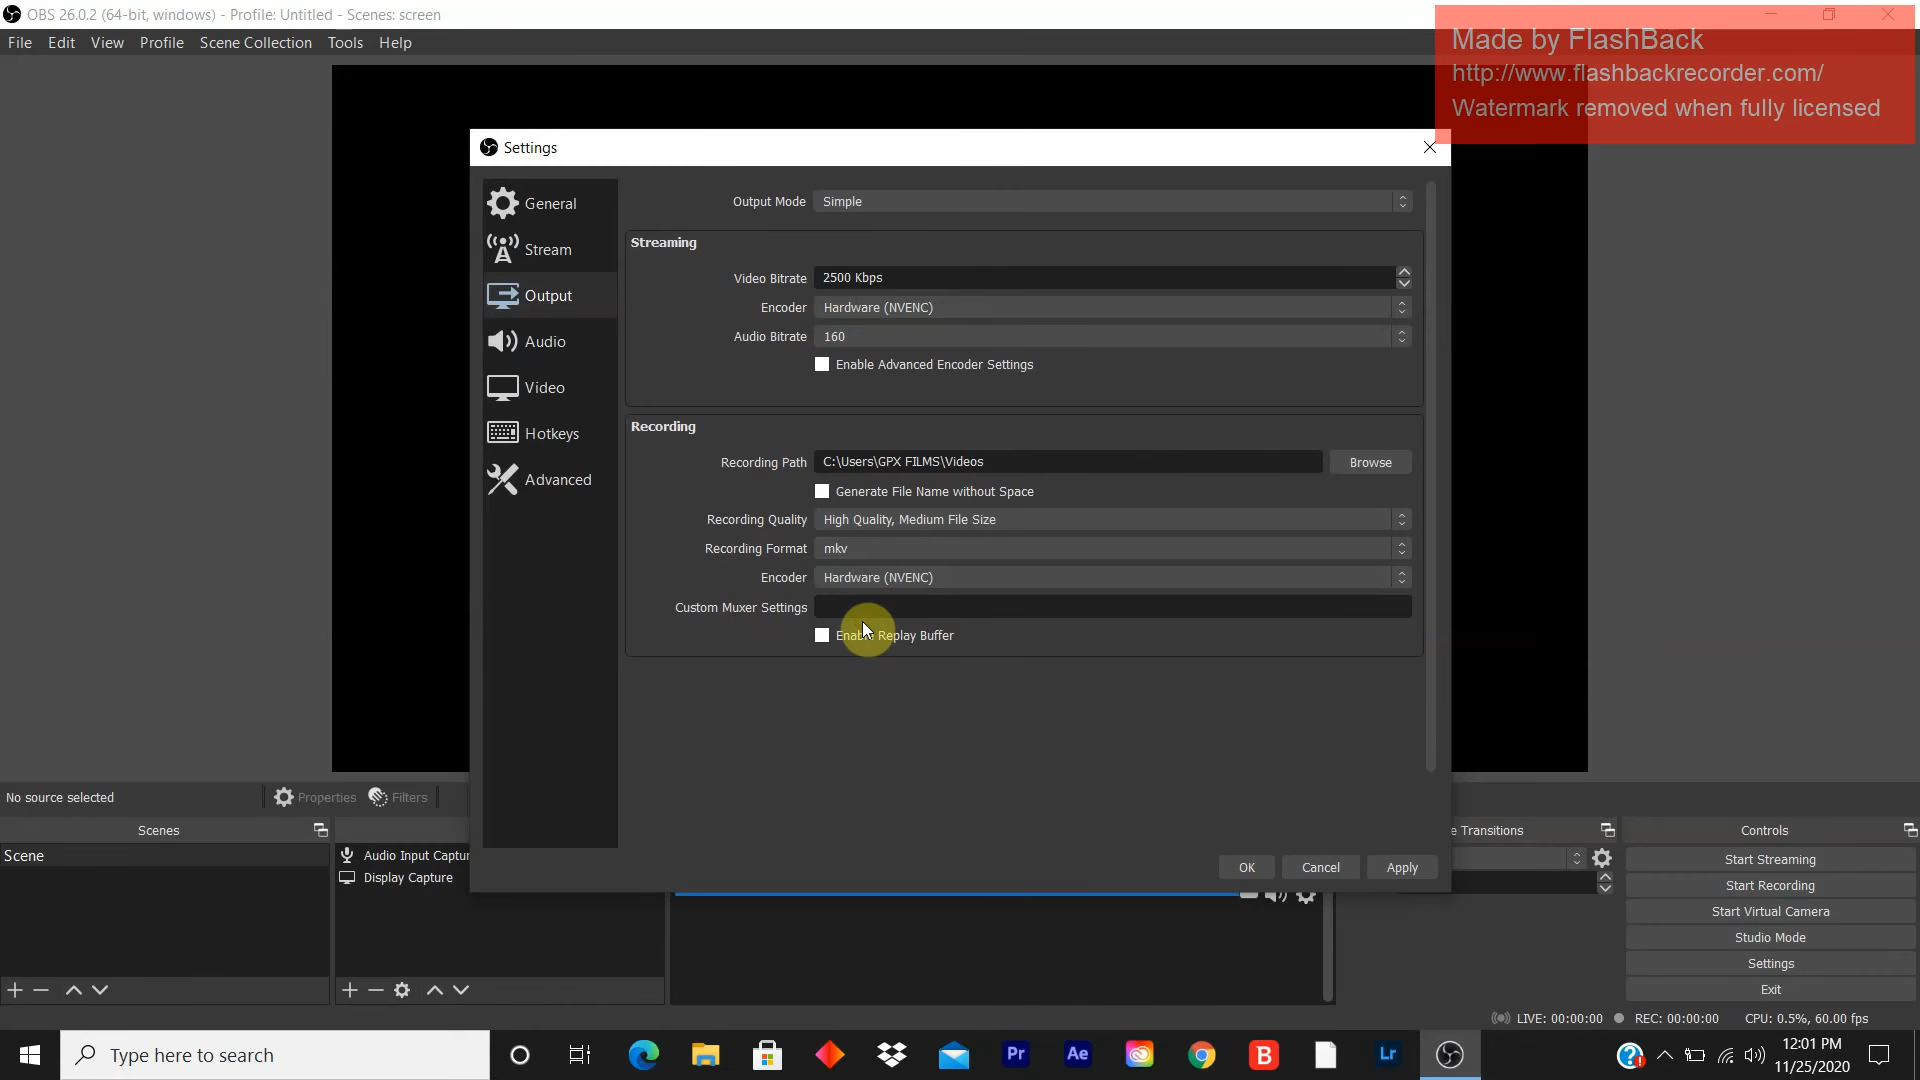 OBS 26.0.2 (64-bit, windows) - Profile: Untitled - Scenes: screen
File Edit View Profile Scene Collection Tools Help
Made by FlashBack
http://www.flashbackrecorder.com/
Watermark removed when fully licensed
Settings
General
Stream
Output
Audio
Video
Hotkeys
Advanced
Output Mode Simple
Streaming
Video Bitrate 2500 Kbps
Encoder Hardware (NVENC)
Audio Bitrate 160
Enable Advanced Encoder Settings
Recording
Recording Path C:\Users\GPX FILMS\Videos Browse
Generate File Name without Space
Recording Quality High Quality, Medium File Size
Recording Format mkv
Encoder Hardware (NVENC)
Custom Muxer Settings
Enable Replay Buffer
OK Cancel Apply
No source selected Properties Filters
Scenes
Scene
Audio Input Captur
Display Capture
e Transitions
Controls
Start Streaming
Start Recording
Start Virtual Camera
Studio Mode
Settings
Exit
LIVE: 00:00:00 REC: 00:00:00 CPU: 0.5%, 60.00 fps
Type here to search
Pr Ae B Lr
12:01 PM
11/25/2020